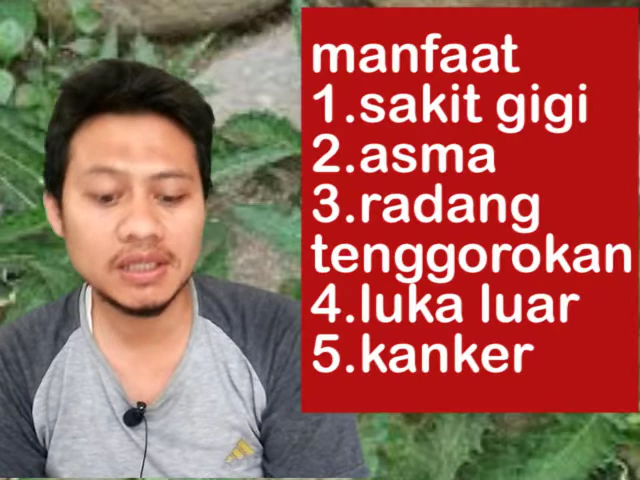 manfaat
1.sakit gigi
2.asma
3.radang
tenggorokan
4.luka luar
5.kanker